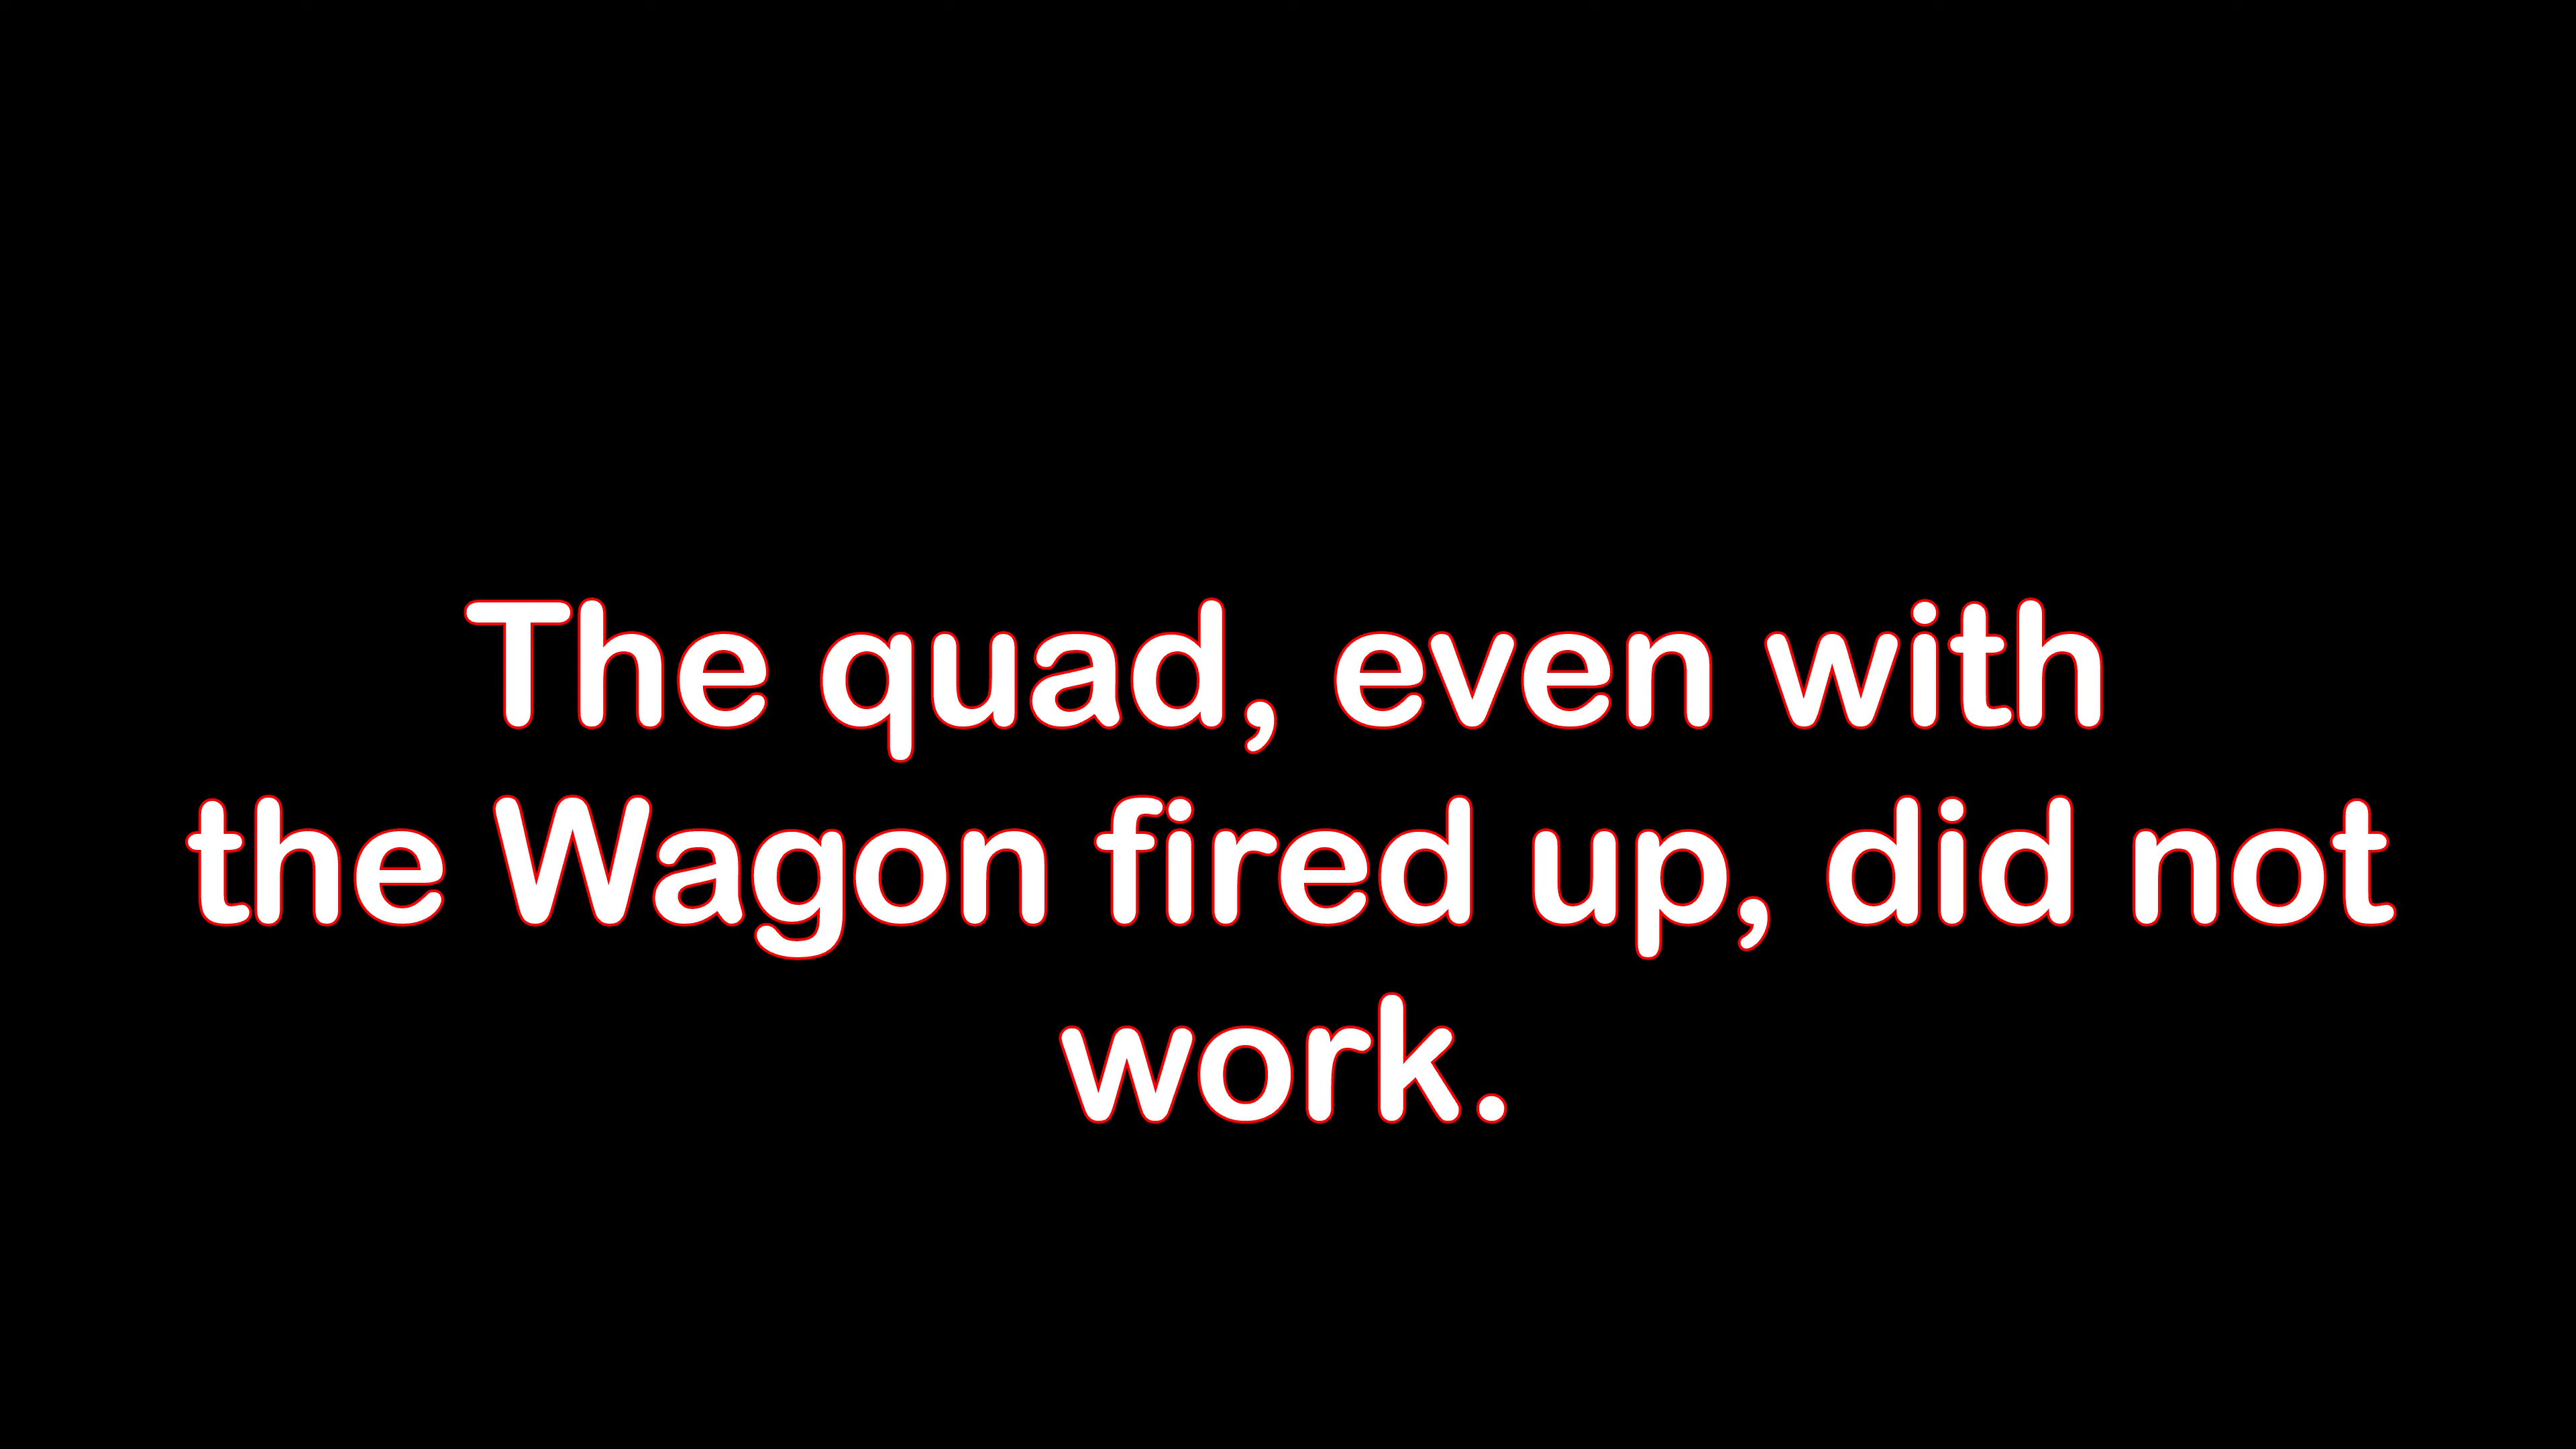 The quad, even with
the Wagon fired up, did not
work.